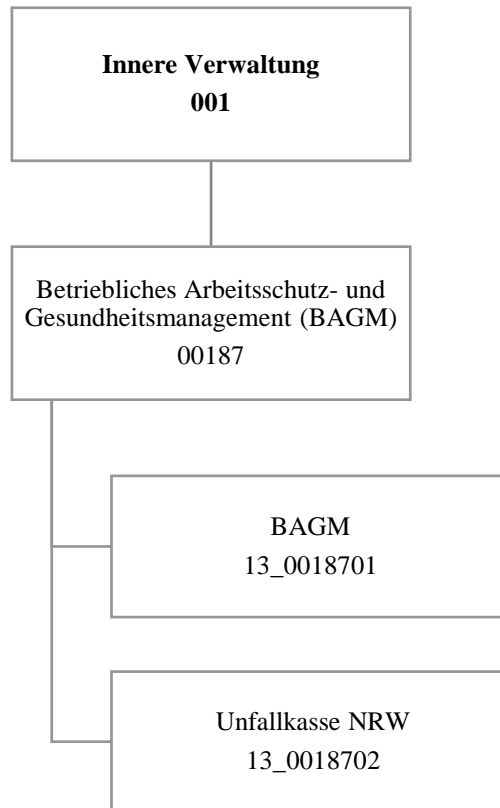 Innere Verwaltung
001
Betriebliches Arbeitsschutz- und
Gesundheitsmanagement (BAGM)
00187
BAGM
13_0018701
Unfallkasse NRW
13_0018702